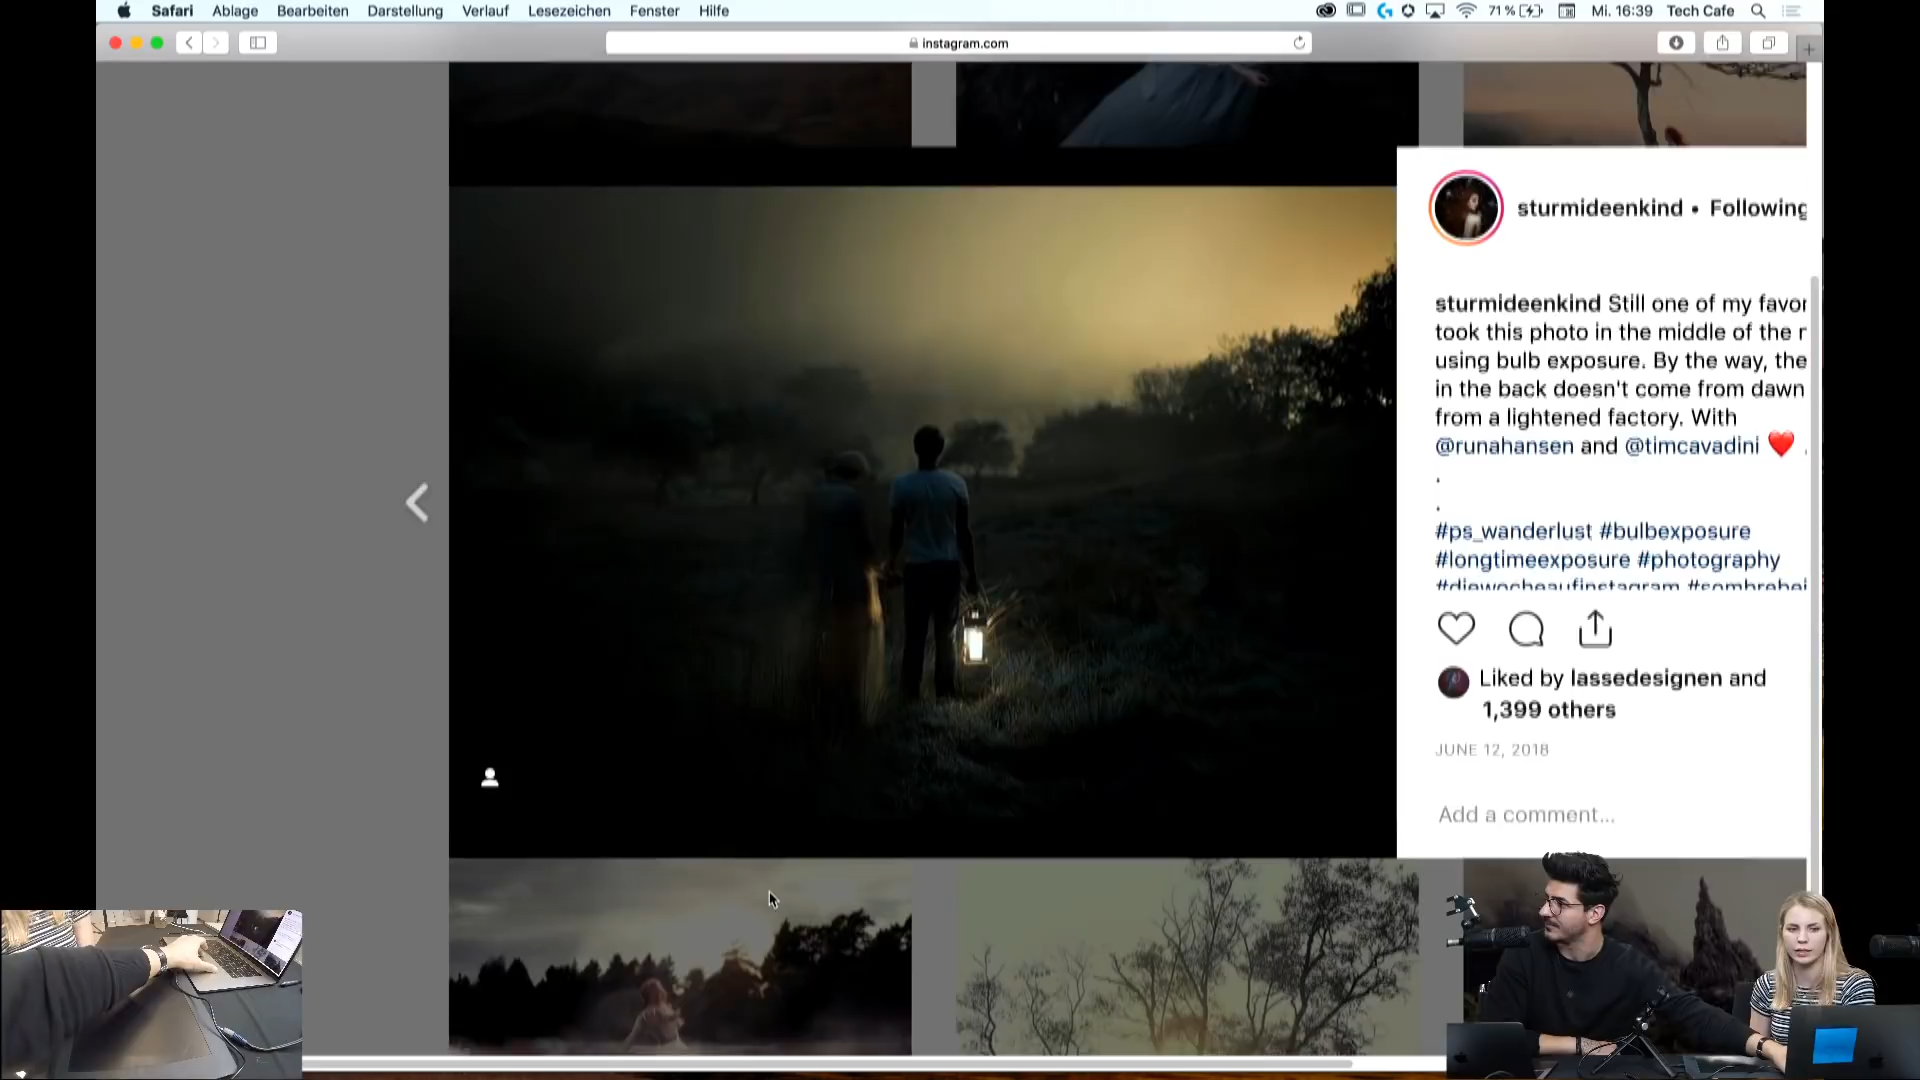 Safari Ablage Bearbeiten Darstellung Verlauf Lesezeichen Fenster Hilfe 71 % Mi. 16:39 Tech Cafe
instagram.com
sturmideenkind • Following
sturmideenkind Still one of my favor
took this photo in the middle of the r
using bulb exposure. By the way, the
in the back doesn't come from dawn
from a lightened factory. With
@runahansen and @timcavadini ❤️ .
.
.
#ps_wanderlust #bulbexposure
#longtimeexposure #photography
#diewocheaufinstagram #sombrebei
Liked by lassedesignen and
1,399 others
JUNE 12, 2018
Add a comment...